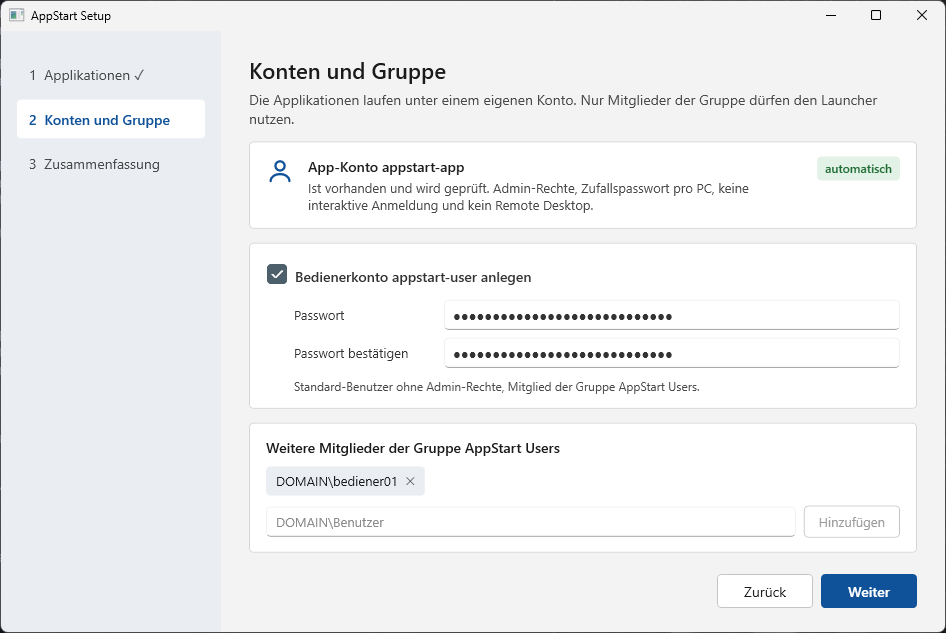 AppStart Setup
1 Applikationen ✓
2 Konten und Gruppe
3 Zusammenfassung
Konten und Gruppe
Die Applikationen laufen unter einem eigenen Konto. Nur Mitglieder der Gruppe dürfen den Launcher
nutzen.
App-Konto appstart-app
automatisch
Ist vorhanden und wird geprüft. Admin-Rechte, Zufallspasswort pro PC, keine
interaktive Anmeldung und kein Remote Desktop.
Bedienerkonto appstart-user anlegen
Passwort ••••••••••••••••••••••••••••
Passwort bestätigen ••••••••••••••••••••••••••••
Standard-Benutzer ohne Admin-Rechte, Mitglied der Gruppe AppStart Users.
Weitere Mitglieder der Gruppe AppStart Users
DOMAIN\bediener01 ×
DOMAIN\Benutzer
Hinzufügen
Zurück
Weiter